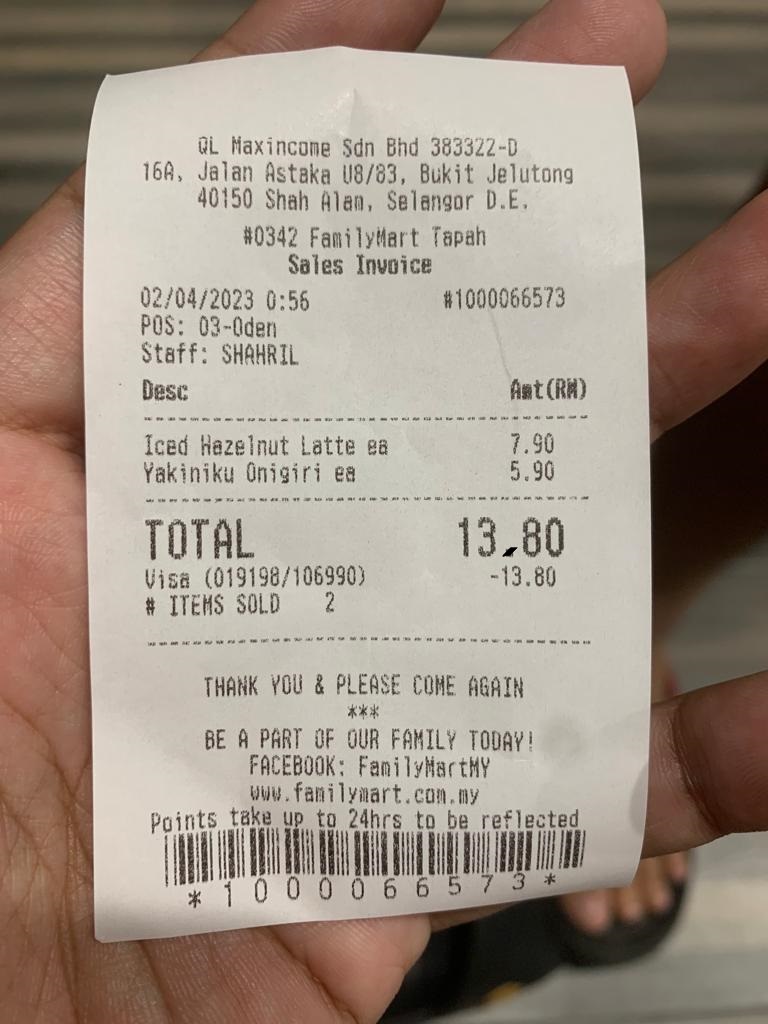 QL Maxincome Sdn Bhd 383322-D
16A, Jalan Astaka U8/83, Bukit Jelutong
40150 Shah Alam, Selangor D.E.
#0342 FamilyMart Tapah
Sales Invoice
02/04/2023 0:56 #1000066573
POS: 03-Oden
Staff: SHAHRIL
Desc Amt(RM)
Iced Hazelnut Latte ea 7.90
Yakiniku Onigiri ea 5.90
TOTAL 13.80
Visa (019198/106990) -13.80
# ITEMS SOLD 2
THANK YOU & PLEASE COME AGAIN
***
BE A PART OF OUR FAMILY TODAY!
FACEBOOK: FamilyMartMY
www.familymart.com.my
Points take up to 24hrs to be reflected
*1000066573*